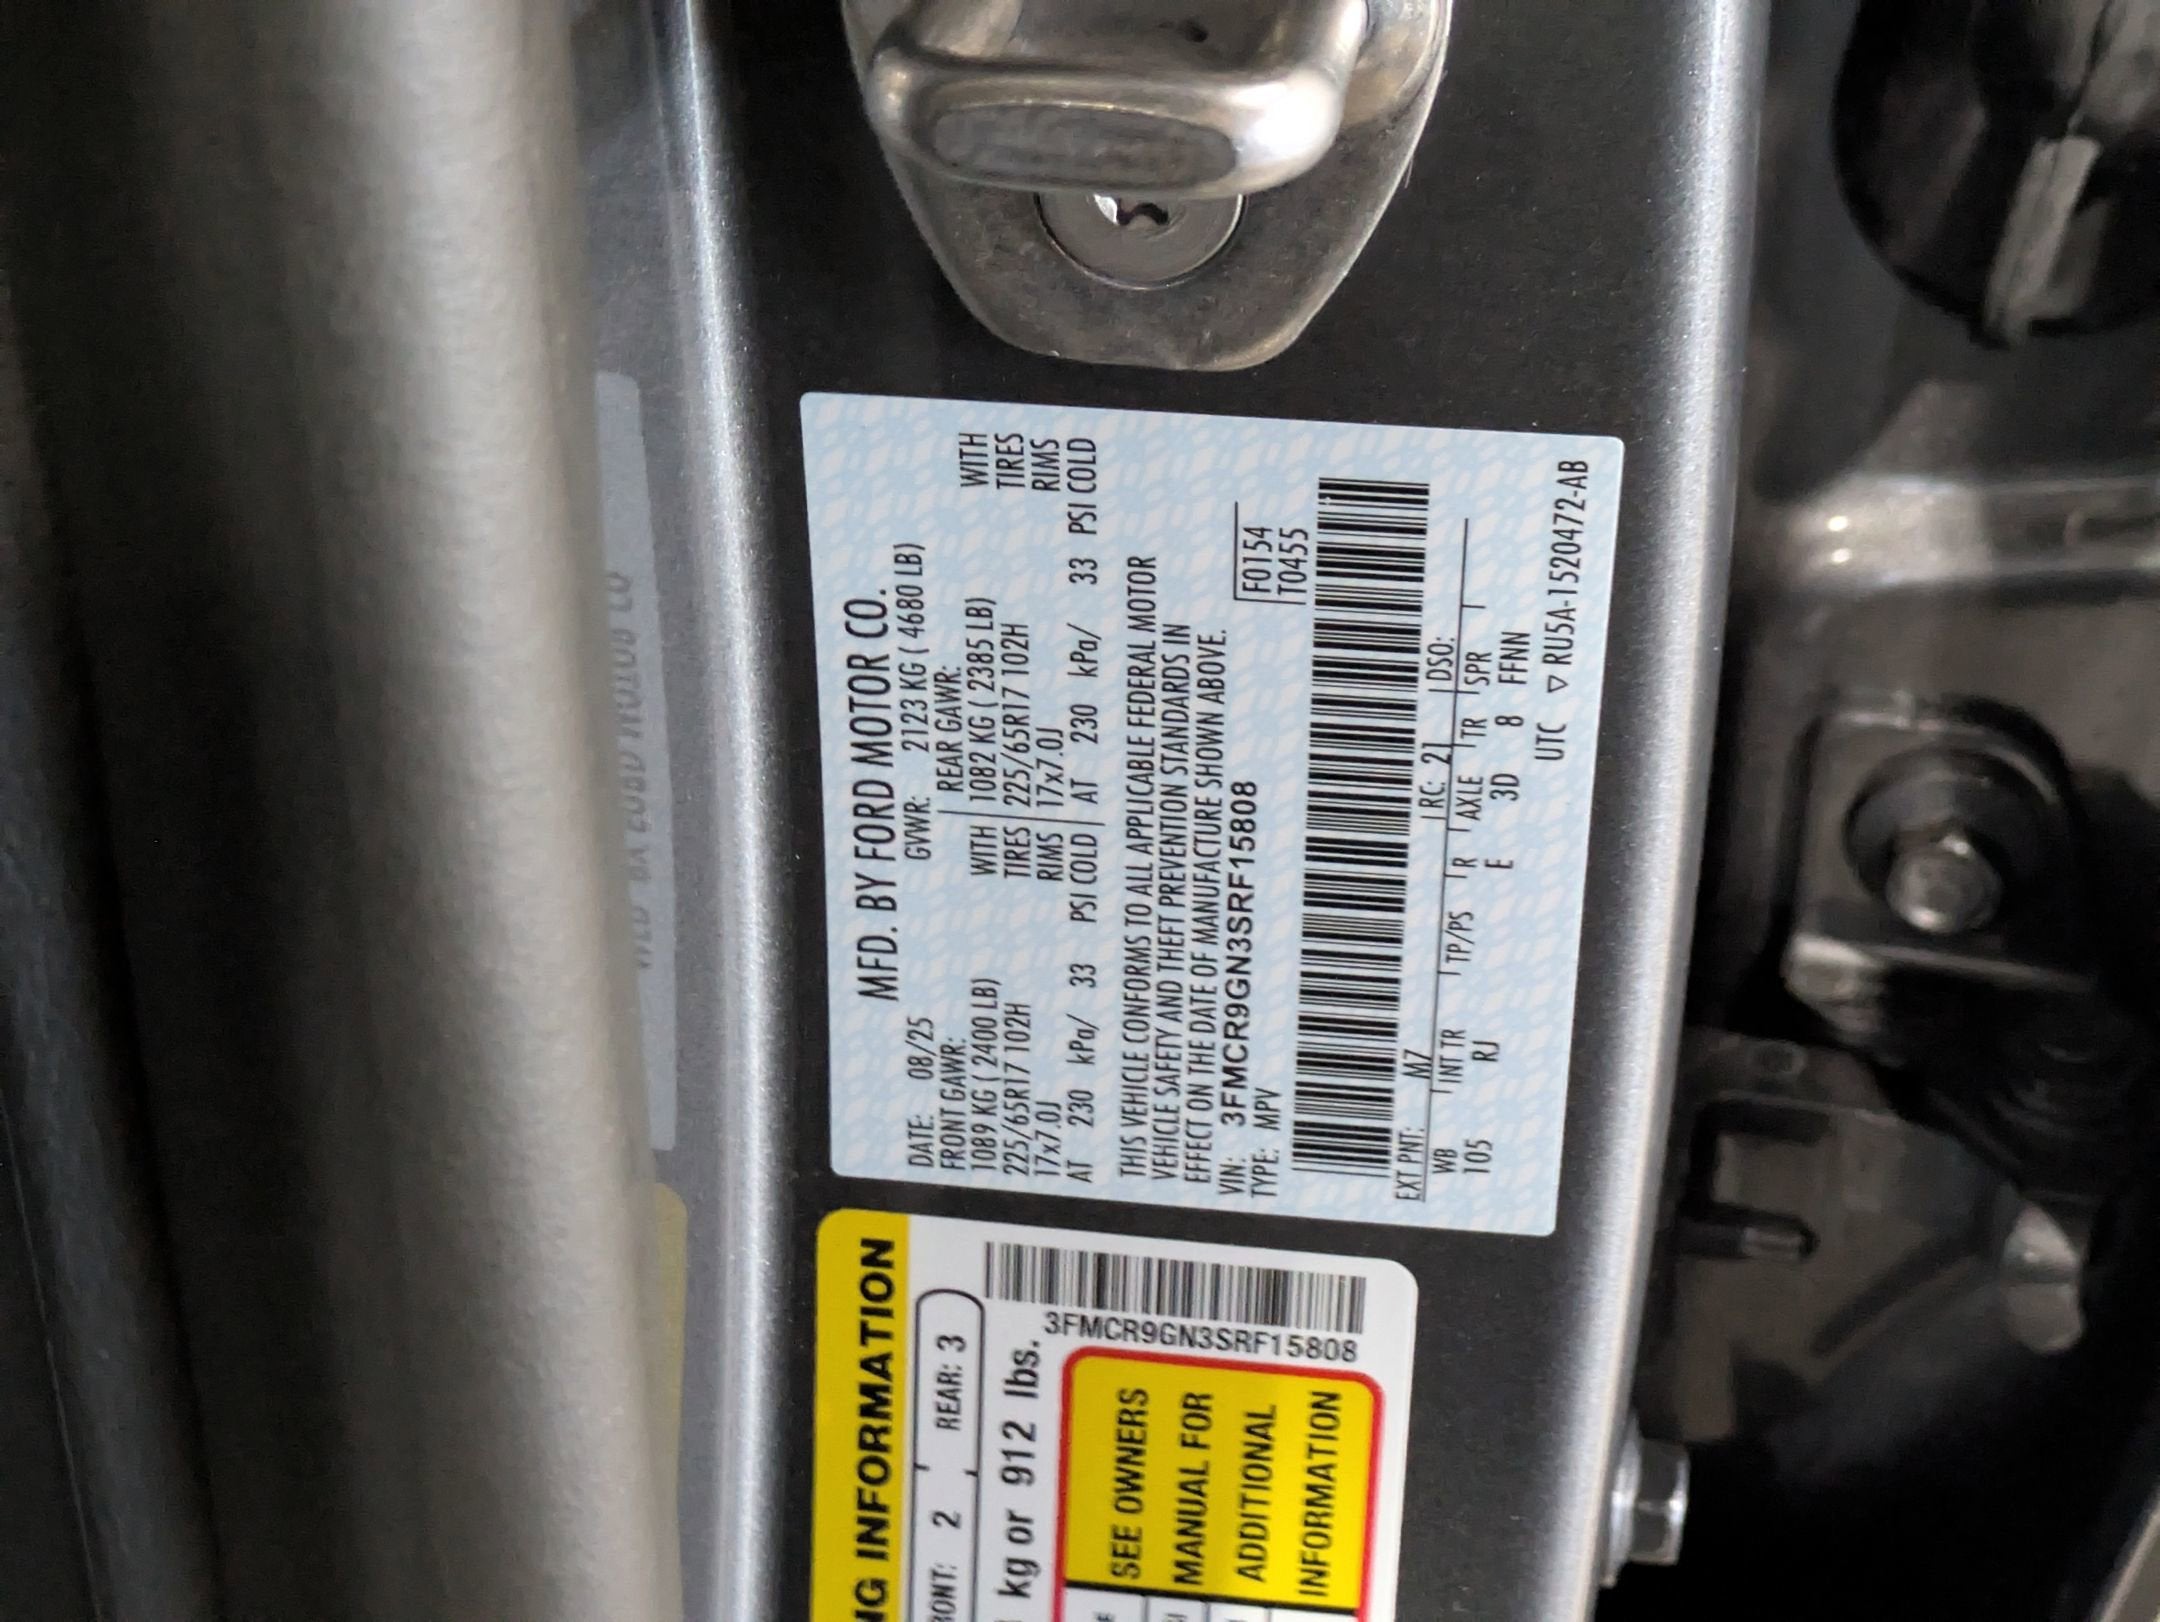 MFD. BY FORD MOTOR CO.
DATE: 08/25 GVWR: 2123 KG ( 4680 LB)
FRONT GAWR: REAR GAWR:
1089 KG ( 2400 LB) WITH 1082 KG ( 2385 LB) WITH
225/65R17 102H TIRES 225/65R17 102H TIRES
17x7.0J RIMS 17x7.0J RIMS
AT 230 kPa/ 33 PSI COLD AT 230 kPa/ 33 PSI COLD
THIS VEHICLE CONFORMS TO ALL APPLICABLE FEDERAL MOTOR
VEHICLE SAFETY AND THEFT PREVENTION STANDARDS IN
EFFECT ON THE DATE OF MANUFACTURE SHOWN ABOVE.
VIN: 3FMCR9GN3SRF15808 F0154
TYPE: MPV T0455
EXT PNT: MZ RC: 21 DSO:
WB INT TR TP/PS R AXLE TR SPR
105 RJ E 3D 8 FFNN
UTC ▽ RU5A-1520472-AB
NG INFORMATION
RONT: 2 REAR: 3
kg or 912 lbs.
3FMCR9GN3SRF15808
SEE OWNERS
MANUAL FOR
ADDITIONAL
INFORMATION